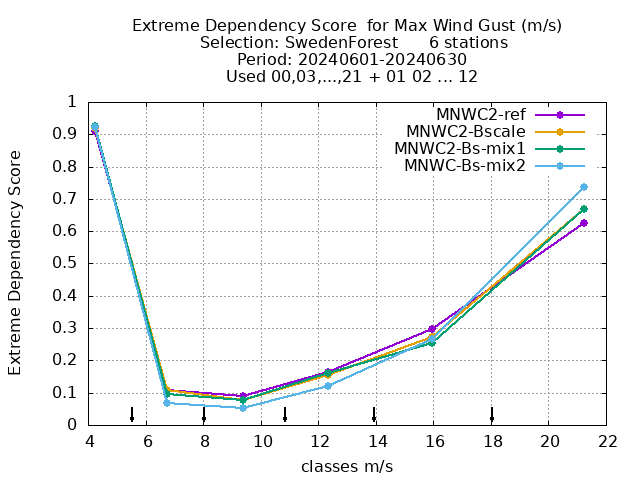 Extreme Dependency Score  for Max Wind Gust (m/s)
Selection: SwedenForest      6 stations
Period: 20240601-20240630
Used 00,03,...,21 + 01 02 ... 12
Extreme Dependency Score
1
0.9
0.8
0.7
0.6
0.5
0.4
0.3
0.2
0.1
0
MNWC2-ref
MNWC2-Bscale
MNWC2-Bs-mix1
MNWC-Bs-mix2
4 6 8 10 12 14 16 18 20 22
classes m/s